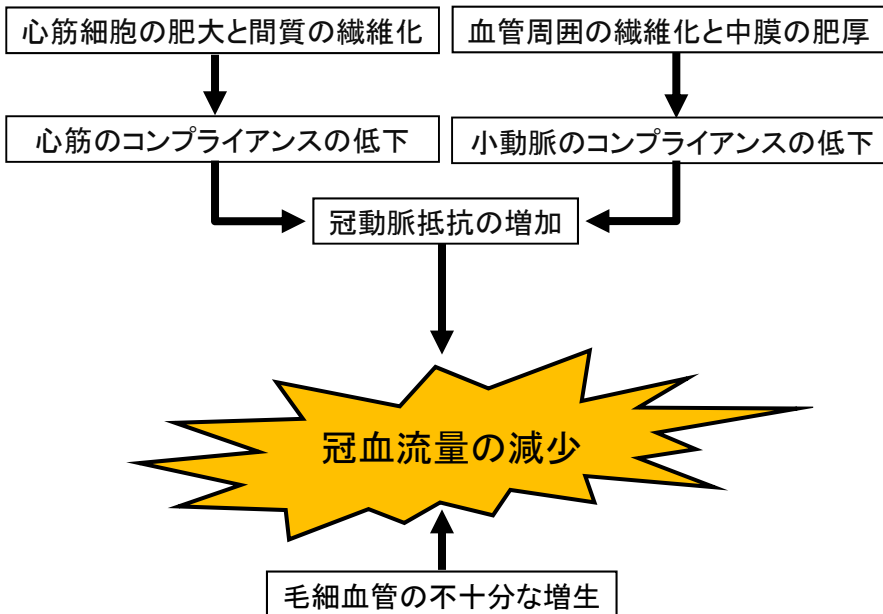 心筋細胞の肥大と間質の繊維化
血管周囲の繊維化と中膜の肥厚
心筋のコンプライアンスの低下
小動脈のコンプライアンスの低下
冠動脈抵抗の増加
冠血流量の減少
毛細血管の不十分な増生